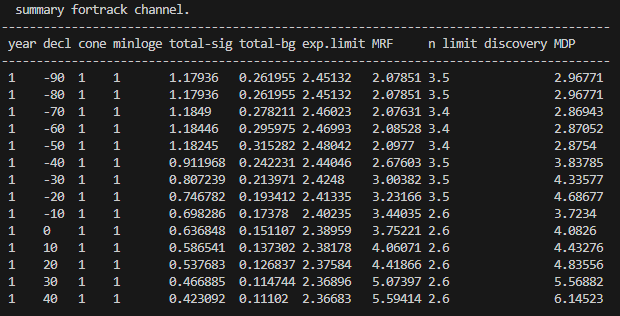 summary fortrack channel.
--------------------------------------------------------------------------------
year decl cone minloge total-sig total-bg exp.limit MRF n limit discovery MDP
--------------------------------------------------------------------------------
1 -90 1 1 1.17936 0.261955 2.45132 2.07851 3.5 2.96771
1 -80 1 1 1.17936 0.261955 2.45132 2.07851 3.5 2.96771
1 -70 1 1 1.1849 0.278211 2.46023 2.07631 3.4 2.86943
1 -60 1 1 1.18446 0.295975 2.46993 2.08528 3.4 2.87052
1 -50 1 1 1.18245 0.315282 2.48042 2.0977 3.4 2.8754
1 -40 1 1 0.911968 0.242231 2.44046 2.67603 3.5 3.83785
1 -30 1 1 0.807239 0.213971 2.4248 3.00382 3.5 4.33577
1 -20 1 1 0.746782 0.193412 2.41335 3.23166 3.5 4.68677
1 -10 1 1 0.698286 0.17378 2.40235 3.44035 2.6 3.7234
1 0 1 1 0.636848 0.151107 2.38959 3.75221 2.6 4.0826
1 10 1 1 0.586541 0.137302 2.38178 4.06071 2.6 4.43276
1 20 1 1 0.537683 0.126837 2.37584 4.41866 2.6 4.83556
1 30 1 1 0.466885 0.114744 2.36896 5.07397 2.6 5.56882
1 40 1 1 0.423092 0.11102 2.36683 5.59414 2.6 6.14523